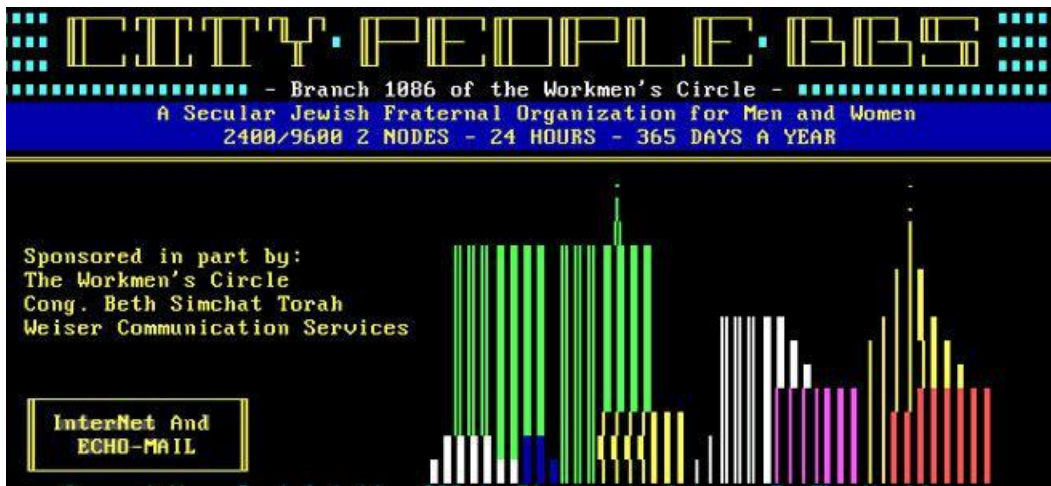 CITY·PEOPLE·BBS
- Branch 1086 of the Workmen's Circle -
A Secular Jewish Fraternal Organization for Men and Women
2400/9600 2 NODES - 24 HOURS - 365 DAYS A YEAR
Sponsored in part by:
The Workmen's Circle
Cong. Beth Simchat Torah
Weiser Communication Services
InterNet And
ECHO-MAIL